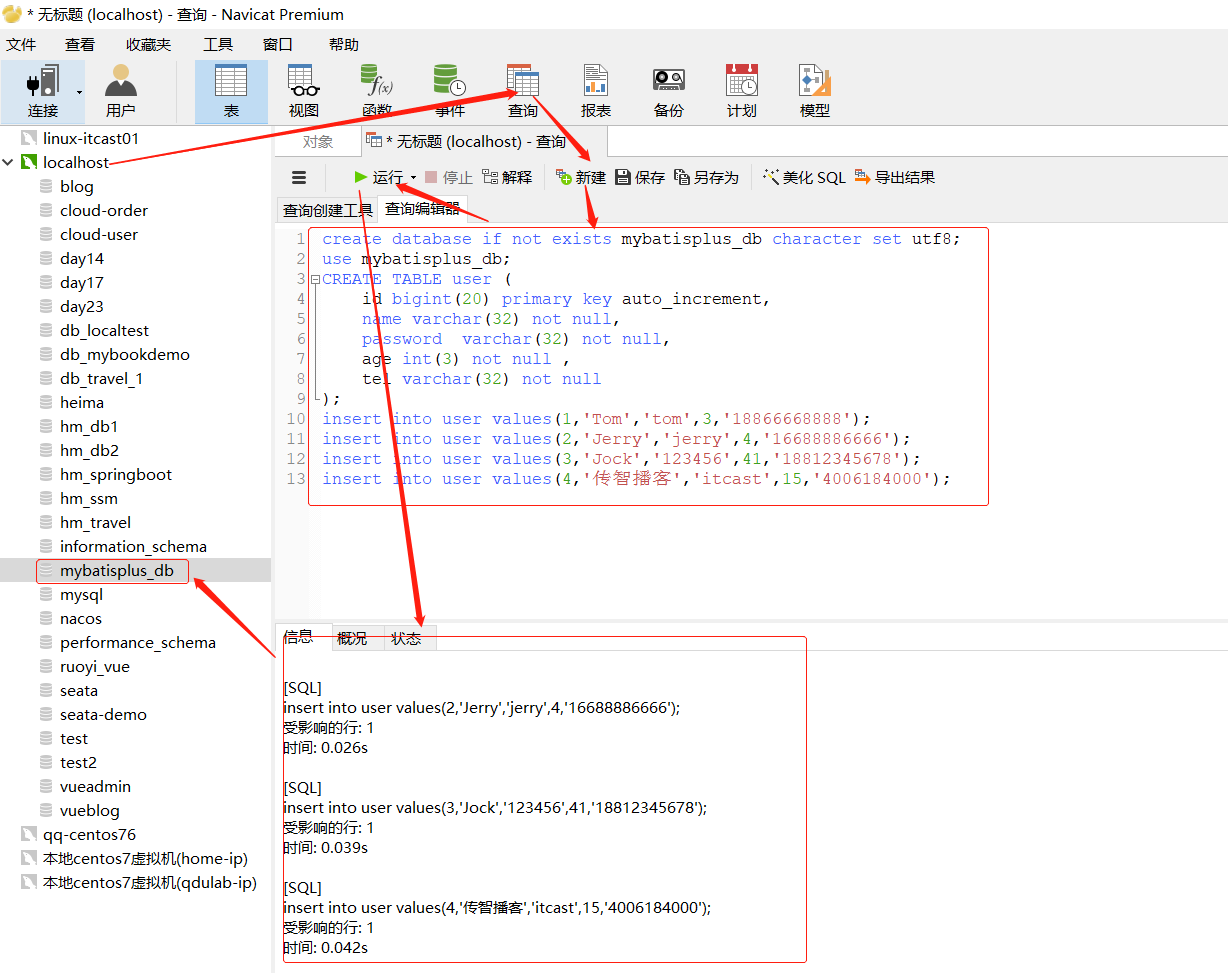 * 无标题 (localhost) - 查询 - Navicat Premium
文件 查看 收藏夹 工具 窗口 帮助
连接 用户 表 视图 函数 事件 查询 报表 备份 计划 模型
linux-itcast01
localhost
blog
cloud-order
cloud-user
day14
day17
day23
db_localtest
db_mybookdemo
db_travel_1
heima
hm_db1
hm_db2
hm_springboot
hm_ssm
hm_travel
information_schema
mybatisplus_db
mysql
nacos
performance_schema
ruoyi_vue
seata
seata-demo
test
test2
vueadmin
vueblog
qq-centos76
本地centos7虚拟机(home-ip)
本地centos7虚拟机(qdulab-ip)
对象 * 无标题 (localhost) - 查询
运行 停止 解释 新建 保存 另存为 美化 SQL 导出结果
查询创建工具 查询编辑器
1 create database if not exists mybatisplus_db character set utf8;
2 use mybatisplus_db;
3 CREATE TABLE user (
4 id bigint(20) primary key auto_increment,
5 name varchar(32) not null,
6 password  varchar(32) not null,
7 age int(3) not null ,
8 tel varchar(32) not null
9 );
10 insert into user values(1,'Tom','tom',3,'18866668888');
11 insert into user values(2,'Jerry','jerry',4,'16688886666');
12 insert into user values(3,'Jock','123456',41,'18812345678');
13 insert into user values(4,'传智播客','itcast',15,'4006184000');
信息 概况 状态
[SQL]
insert into user values(2,'Jerry','jerry',4,'16688886666');
受影响的行: 1
时间: 0.026s
[SQL]
insert into user values(3,'Jock','123456',41,'18812345678');
受影响的行: 1
时间: 0.039s
[SQL]
insert into user values(4,'传智播客','itcast',15,'4006184000');
受影响的行: 1
时间: 0.042s